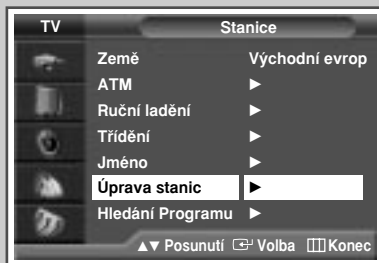 TV Stanice
Země Východní evrop
ATM ►
Ruční ladění ►
Třídění ►
Jméno ►
Úprava stanic ►
Hledání Programu ►
▲▼ Posunutí Volba Konec